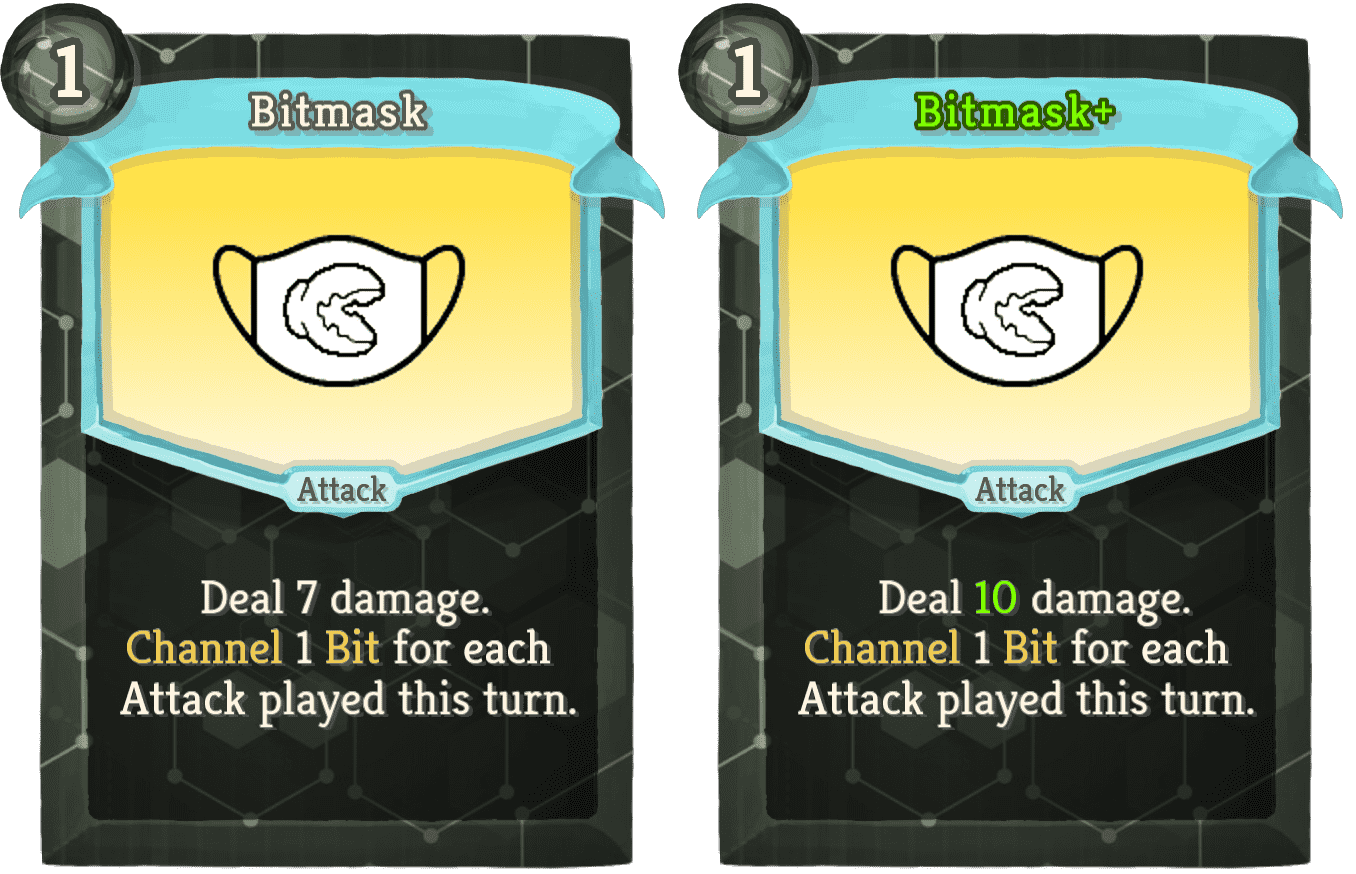 1
Bitmask
Attack
Deal 7 damage.
Channel 1 Bit for each
Attack played this turn.
1
Bitmask+
Attack
Deal 10 damage.
Channel 1 Bit for each
Attack played this turn.